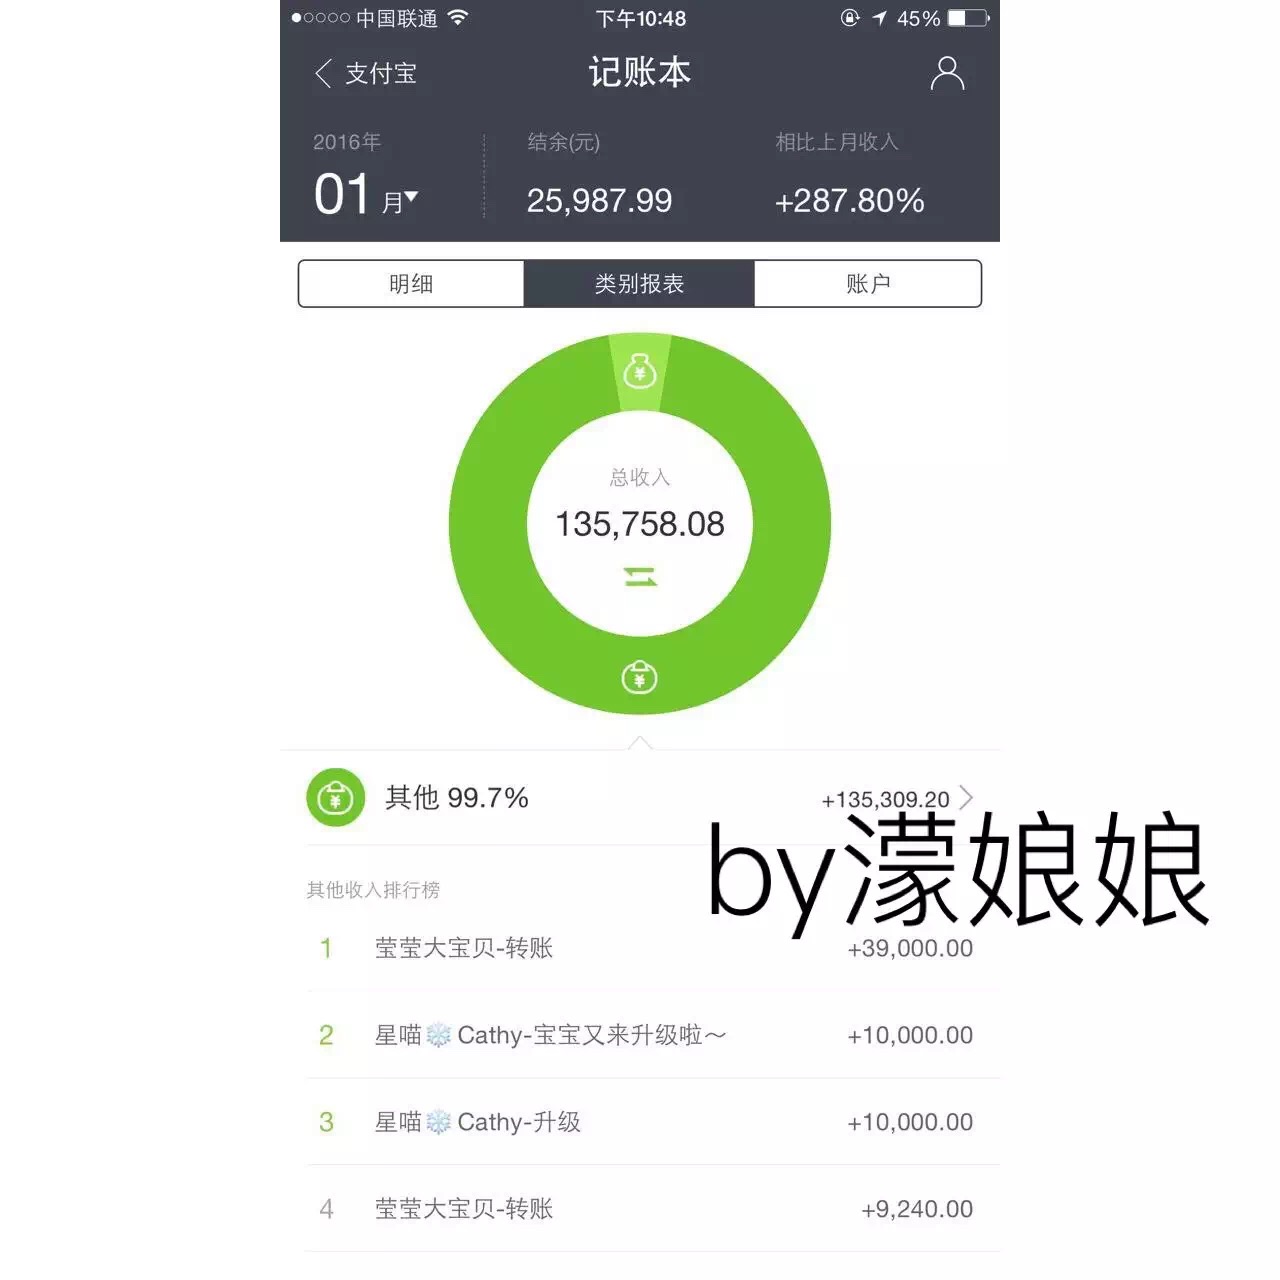 中国联通 下午10:48 45%
支付宝 记账本
2016年 结余(元) 相比上月收入
01月 25,987.99 +287.80%
明细 类别报表 账户
¥
总收入
135,758.08
¥
¥ 其他 99.7% +135,309.20
by濛娘娘
其他收入排行榜
1 莹莹大宝贝-转账 +39,000.00
2 星喵❄️Cathy-宝宝又来升级啦～ +10,000.00
3 星喵❄️Cathy-升级 +10,000.00
4 莹莹大宝贝-转账 +9,240.00